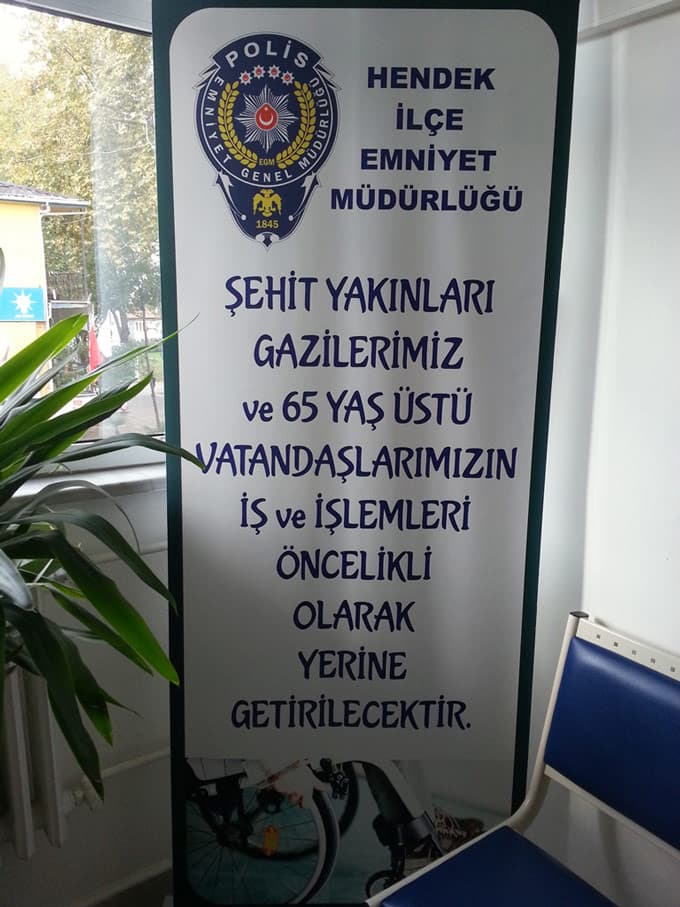 POLİS
EMNİYET GENEL MÜDÜRLÜĞÜ
EGM
1845
HENDEK
İLÇE
EMNİYET
MÜDÜRLÜĞÜ
ŞEHİT YAKINLARI
GAZİLERİMİZ
ve 65 YAŞ ÜSTÜ
VATANDAŞLARIMIZIN
İŞ ve İŞLEMLERİ
ÖNCELİKLİ
OLARAK
YERİNE
GETİRİLECEKTİR.